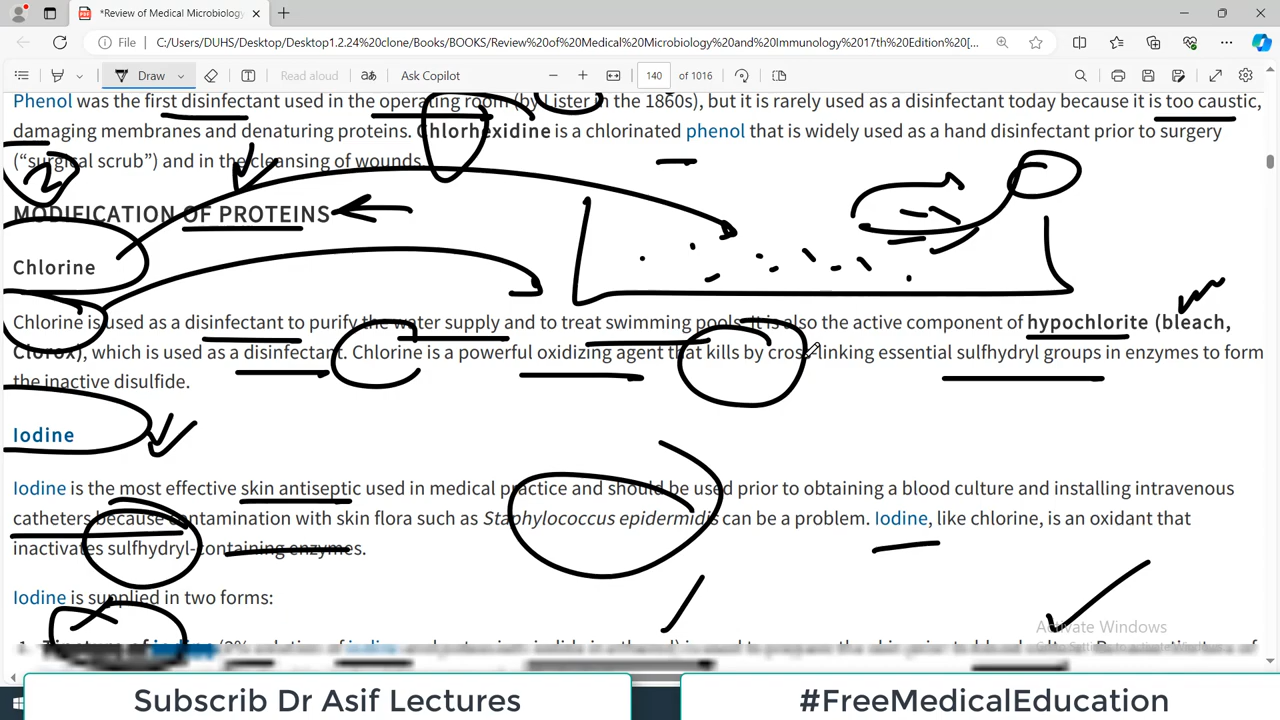 *Review of Medical Microbiology
File
C:/Users/DUHS/Desktop/Desktop1.2.24%20clone/Books/BOOKS/Review%20of%20Medical%20Microbiology%20and%20Immunology%2017th%20Edition%20[...
Draw
Read aloud
Ask Copilot
140 of 1016
Phenol was the first disinfectant used in the operating room (by Lister in the 1860s), but it is rarely used as a disinfectant today because it is too caustic,
damaging membranes and denaturing proteins. Chlorhexidine is a chlorinated phenol that is widely used as a hand disinfectant prior to surgery
("surgical scrub") and in the cleansing of wounds.
2
MODIFICATION OF PROTEINS
Chlorine
Chlorine is used as a disinfectant to purify the water supply and to treat swimming pools. It is also the active component of hypochlorite (bleach,
Clorox), which is used as a disinfectant. Chlorine is a powerful oxidizing agent that kills by cross-linking essential sulfhydryl groups in enzymes to form
the inactive disulfide.
Iodine
Iodine is the most effective skin antiseptic used in medical practice and should be used prior to obtaining a blood culture and installing intravenous
catheters because contamination with skin flora such as Staphylococcus epidermidis can be a problem. Iodine, like chlorine, is an oxidant that
inactivates sulfhydryl-containing enzymes.
Iodine is supplied in two forms:
Activate Windows
Subscrib Dr Asif Lectures
#FreeMedicalEducation